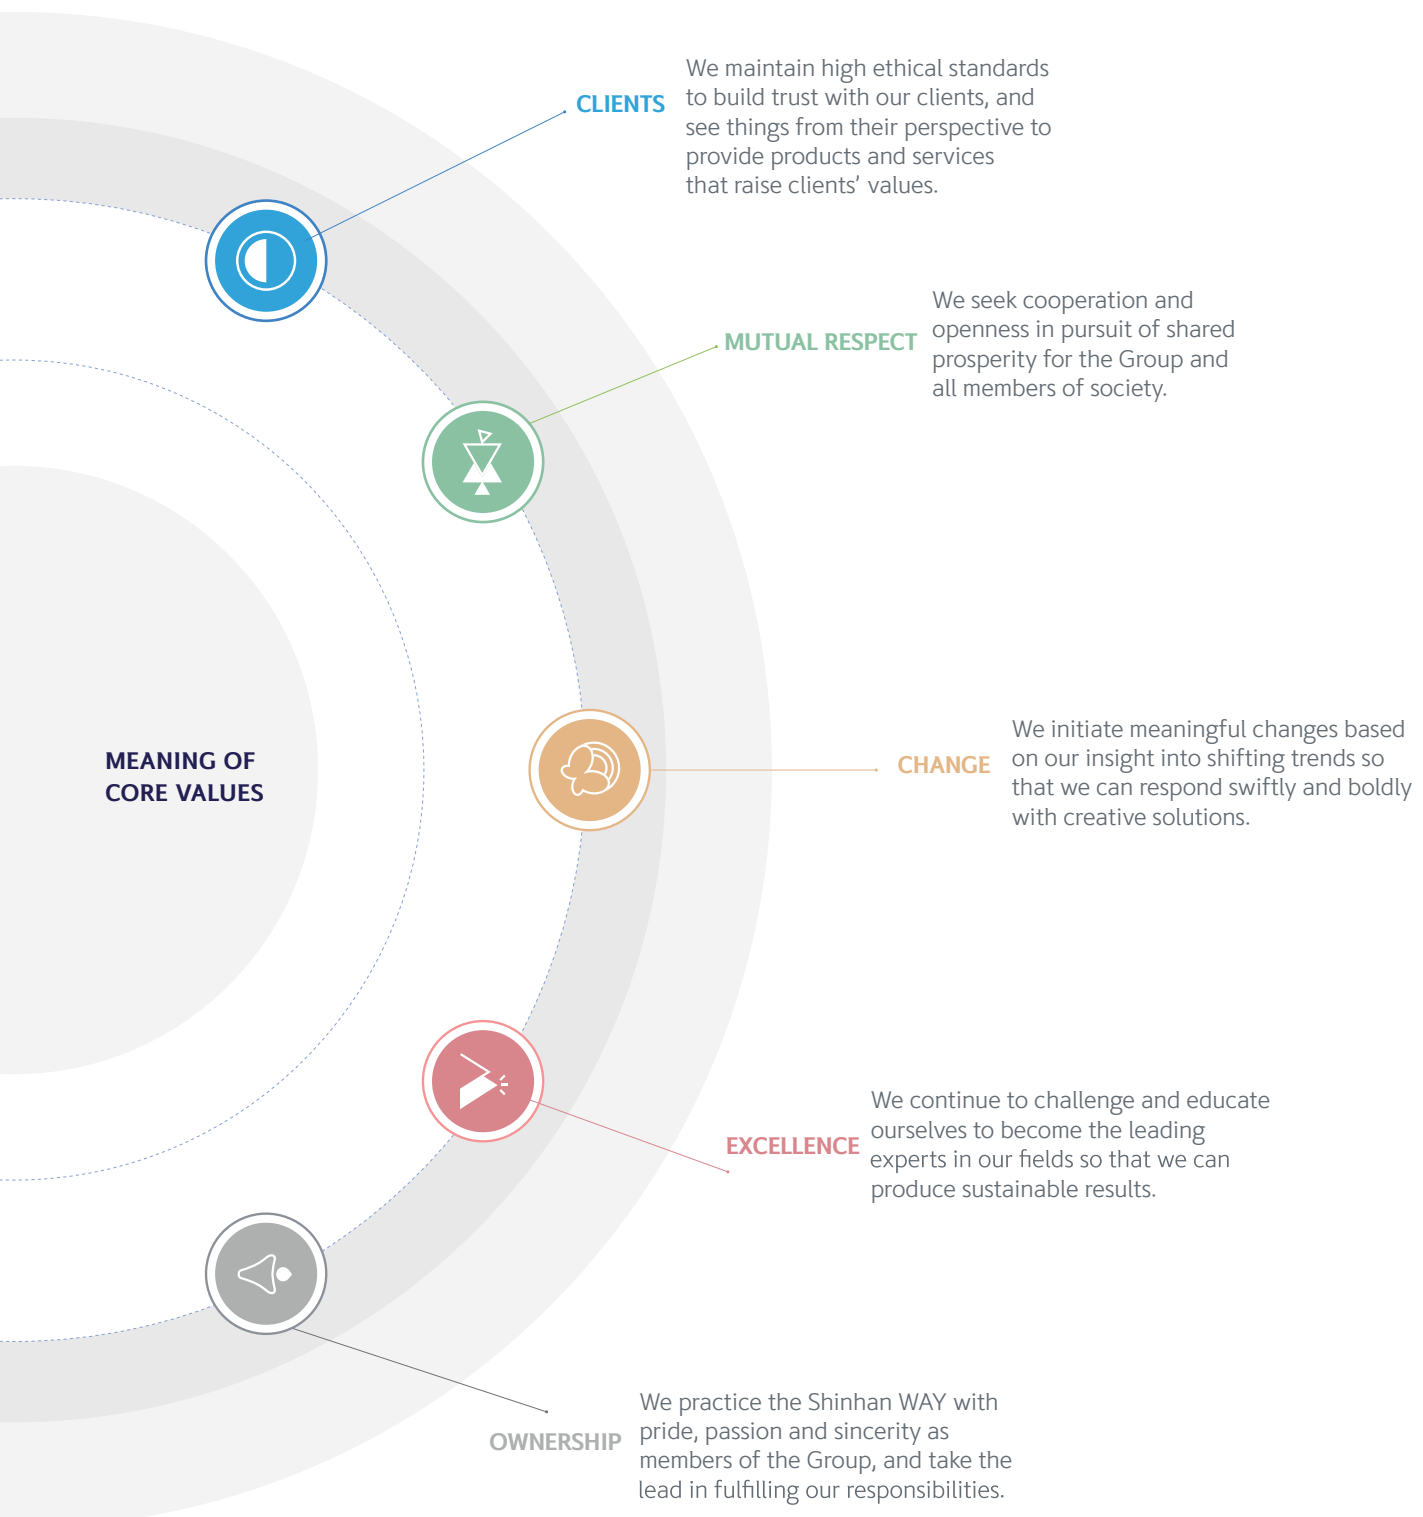 We maintain high ethical standards
CLIENTS
to build trust with our clients, and
see things from their perspective to
provide products and services
that raise clients’ values.
We seek cooperation and
MUTUAL RESPECT
openness in pursuit of shared
prosperity for the Group and
all members of society.
MEANING OF
CORE VALUES
CHANGE
We initiate meaningful changes based
on our insight into shifting trends so
that we can respond swiftly and boldly
with creative solutions.
EXCELLENCE
We continue to challenge and educate
ourselves to become the leading
experts in our fields so that we can
produce sustainable results.
OWNERSHIP
We practice the Shinhan WAY with
pride, passion and sincerity as
members of the Group, and take the
lead in fulfilling our responsibilities.